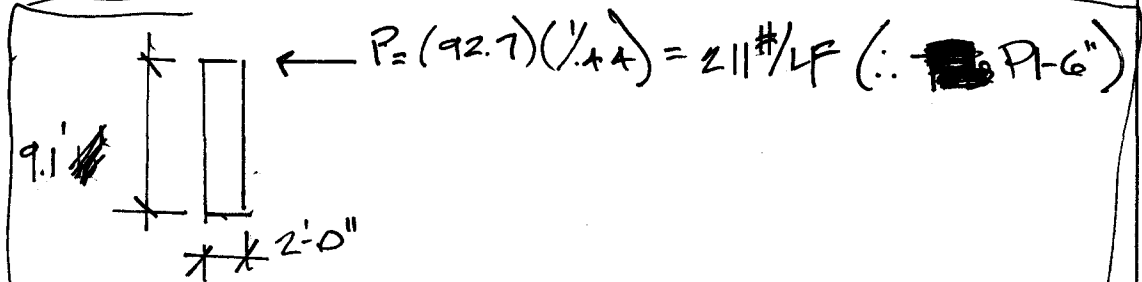 P=(92.7)(1/.44) = 211#/LF (∴ P1-6")
9.1'
2'-0"